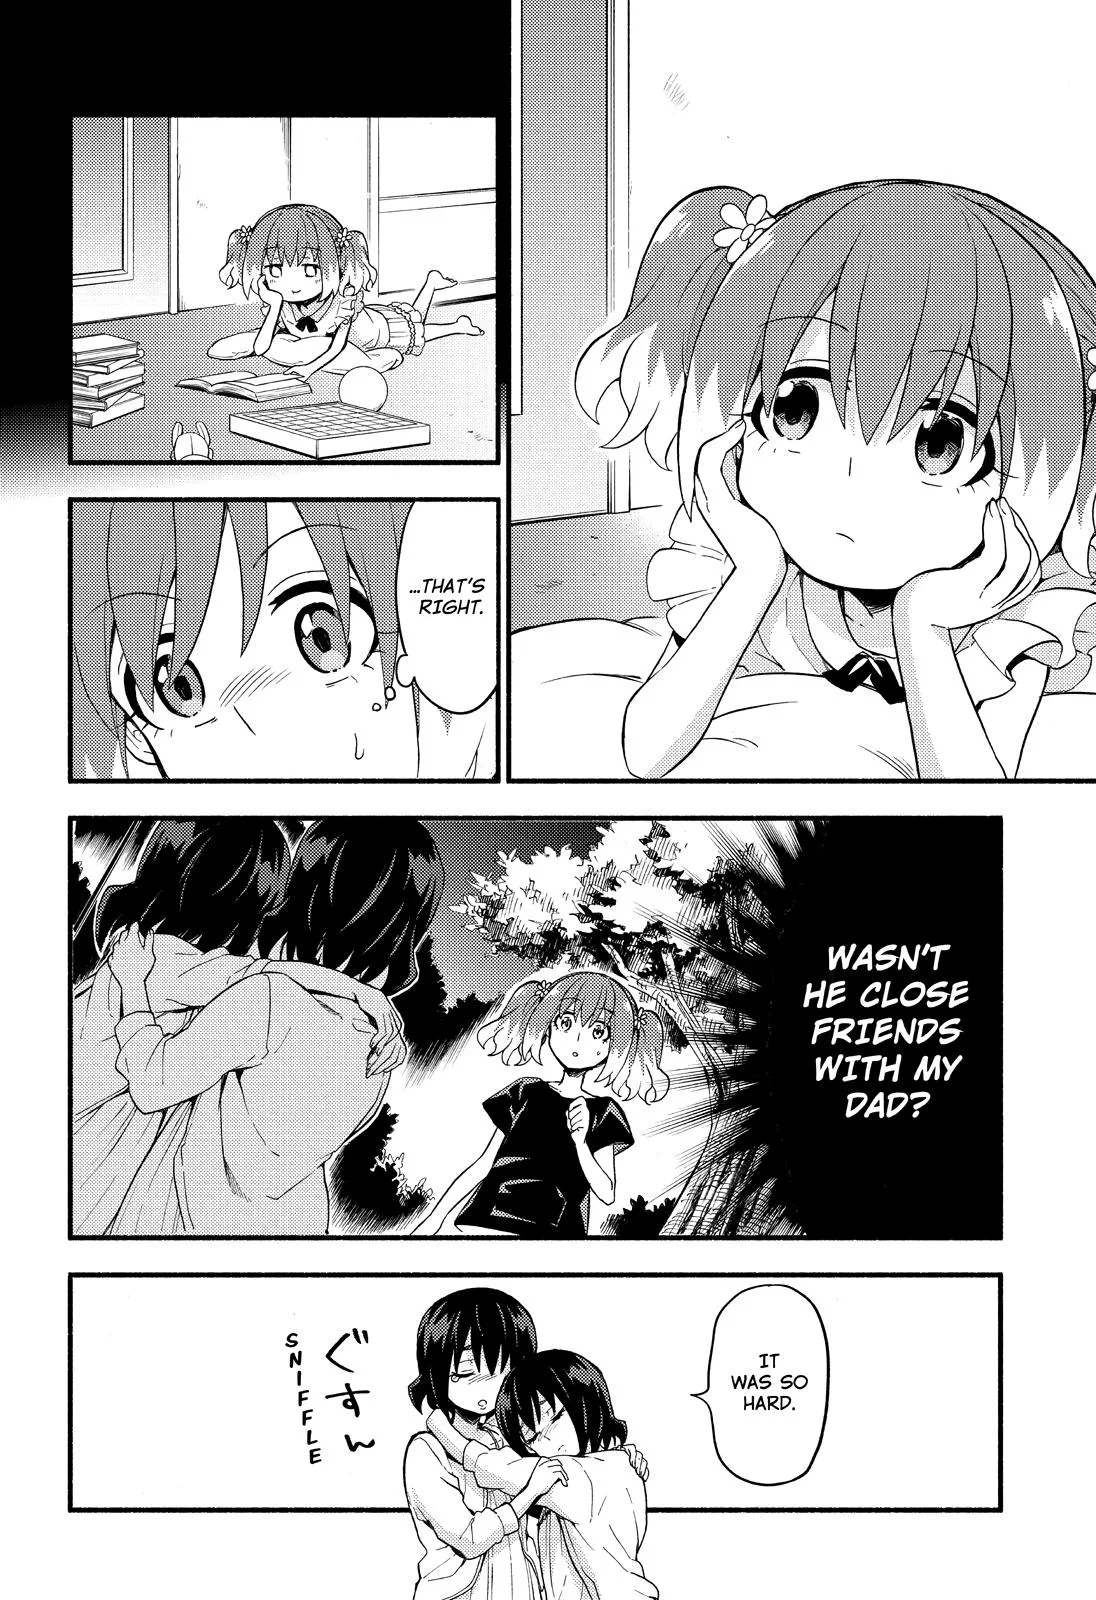 ...THAT'S
RIGHT.
WASN'T
HE CLOSE
FRIENDS
WITH MY
DAD?
IT
WAS SO
HARD.
ぐすん
SNIFFLE